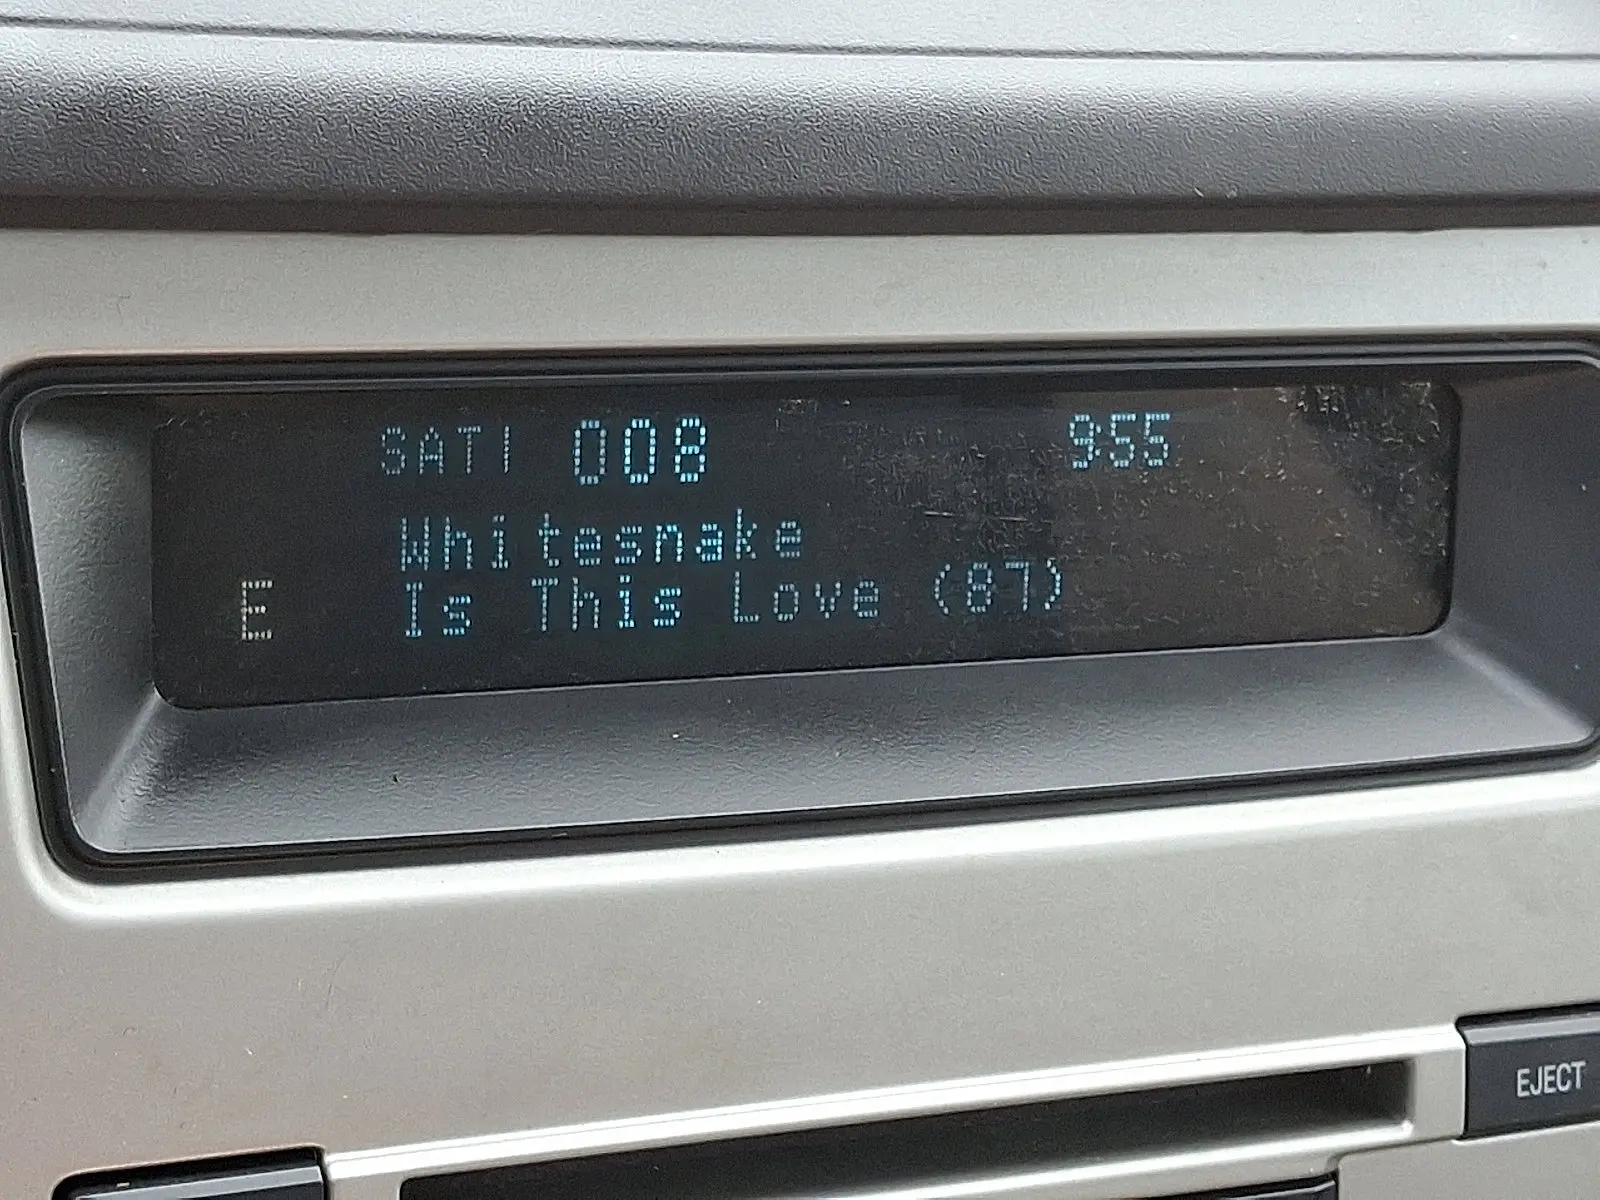 SAT1 008 9:55
Whitesnake
E Is This Love (87)
EJECT